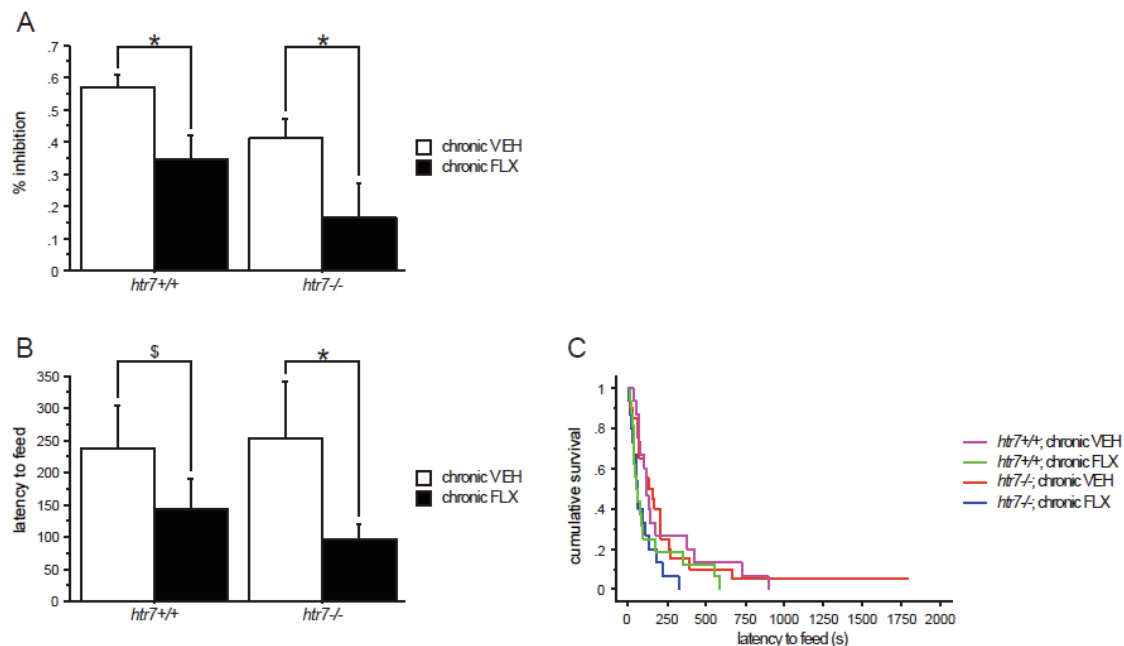 A
% inhibition
.7
.6
.5
.4
.3
.2
.1
0
*
*
htr7+/+
htr7-/-
chronic VEH
chronic FLX
B
latency to feed
350
300
250
200
150
100
50
0
$
*
htr7+/+
htr7-/-
chronic VEH
chronic FLX
C
cumulative survival
1
.8
.6
.4
.2
0
0 250 500 750 1000 1250 1500 1750 2000
latency to feed (s)
htr7+/+; chronic VEH
htr7+/+; chronic FLX
htr7-/-; chronic VEH
htr7-/-; chronic FLX